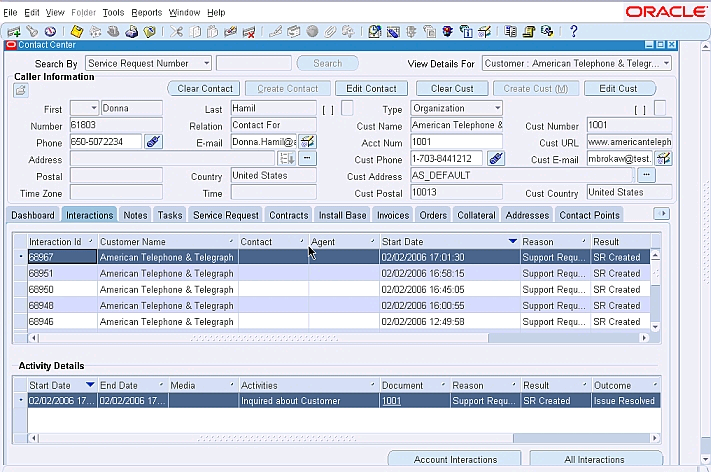 File Edit View Folder Tools Reports Window Help
ORACLE
Contact Center
Search By Service Request Number Search View Details For Customer : American Telephone & Telegr...
Caller Information
Clear Contact Create Contact Edit Contact Clear Cust Create Cust (M) Edit Cust
First Donna Last Hamil [ ] Type Organization [ ]
Number 61803 Relation Contact For Cust Name American Telephone & Cust Number 1001
Phone 650-5072234 E-mail Donna.Hamil@ Acct Num 1001 Cust URL www.americanteleph
Address ... Cust Phone 1-703-8441212 Cust E-mail mbrokaw@test.
Postal Country United States Cust Address AS_DEFAULT ...
Time Zone Time Cust Postal 10013 Cust Country United States
Dashboard Interactions Notes Tasks Service Request Contracts Install Base Invoices Orders Collateral Addresses Contact Points
Interaction Id Customer Name Contact Agent Start Date Reason Result
68967 American Telephone & Telegraph 02/02/2006 17:01:30 Support Requ... SR Created
68951 American Telephone & Telegraph 02/02/2006 16:58:15 Support Requ... SR Created
68950 American Telephone & Telegraph 02/02/2006 16:45:05 Support Requ... SR Created
68948 American Telephone & Telegraph 02/02/2006 16:00:55 Support Requ... SR Created
68946 American Telephone & Telegraph 02/02/2006 12:49:58 Support Requ... SR Created
Activity Details
Start Date End Date Media Activities Document Reason Result Outcome
02/02/2006 17... 02/02/2006 17... Inquired about Customer 1001 Support Requ... SR Created Issue Resolved
Account Interactions All Interactions